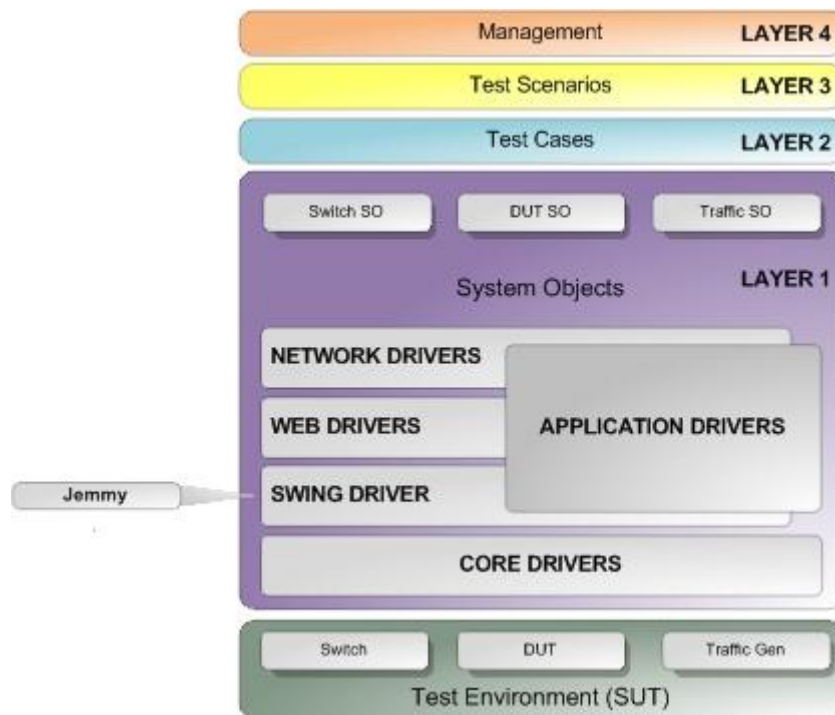 Management LAYER 4
Test Scenarios LAYER 3
Test Cases LAYER 2
Switch SO DUT SO Traffic SO
System Objects LAYER 1
NETWORK DRIVERS
WEB DRIVERS APPLICATION DRIVERS
Jemmy SWING DRIVER
CORE DRIVERS
Switch DUT Traffic Gen
Test Environment (SUT)